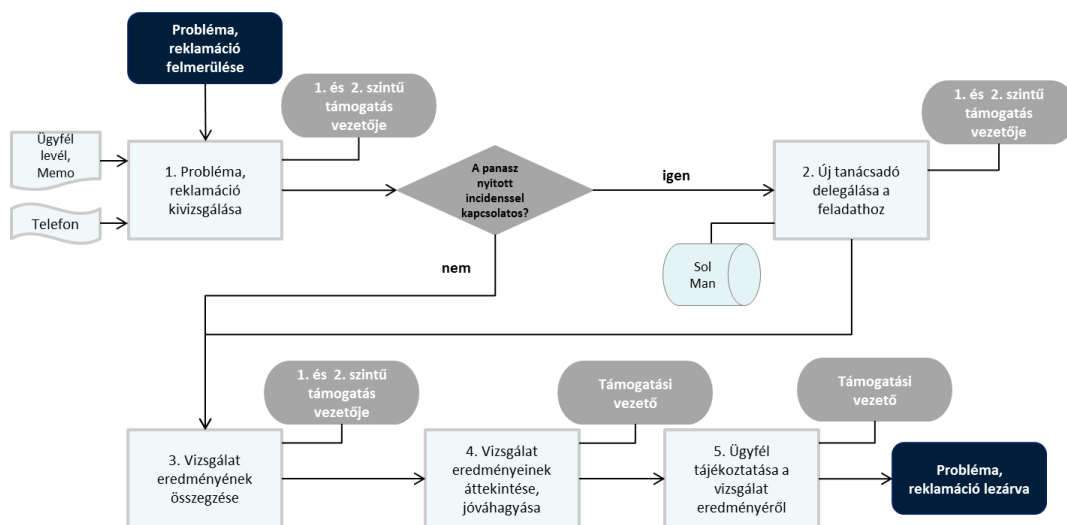 Probléma,
reklamáció
felmerülése
1. és 2. szintű
támogatás
vezetője
1. és 2. szintű
támogatás
vezetője
Ügyfél
levél,
Memo
Telefon
1. Probléma,
reklamáció
kivizsgálása
A panasz
nyitott
incidenssel
kapcsolatos?
igen
nem
2. Új tanácsadó
delegálása a
feladathoz
Sol
Man
1. és 2. szintű
támogatás
vezetője
Támogatási
vezető
Támogatási
vezető
3. Vizsgálat
eredményének
összegzése
4. Vizsgálat
eredményeinek
áttekintése,
jóváhagyása
5. Ügyfél
tájékoztatása a
vizsgálat
eredményéről
Probléma,
reklamáció lezárva